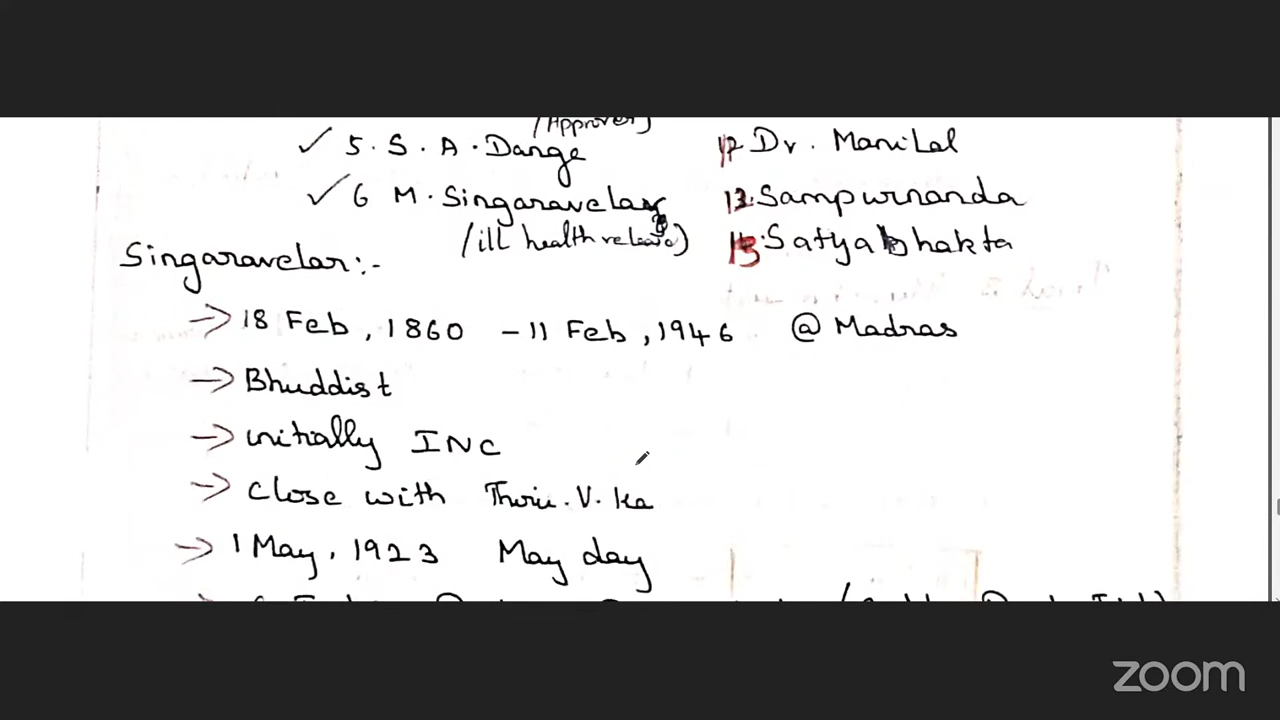 (Approver)
✓ 5. S. A. Dange 12 Dr. Manilal
✓ 6 M. Singaravelar 13. Sampurnanda
(ill health release) Satyabhakta
Singaravelar:-
→ 18 Feb, 1860 - 11 Feb, 1946 @ Madras
→ Bhuddist
→ initially INC
→ close with Thiru. V. Ka
→ 1 May, 1923 May day
zoom